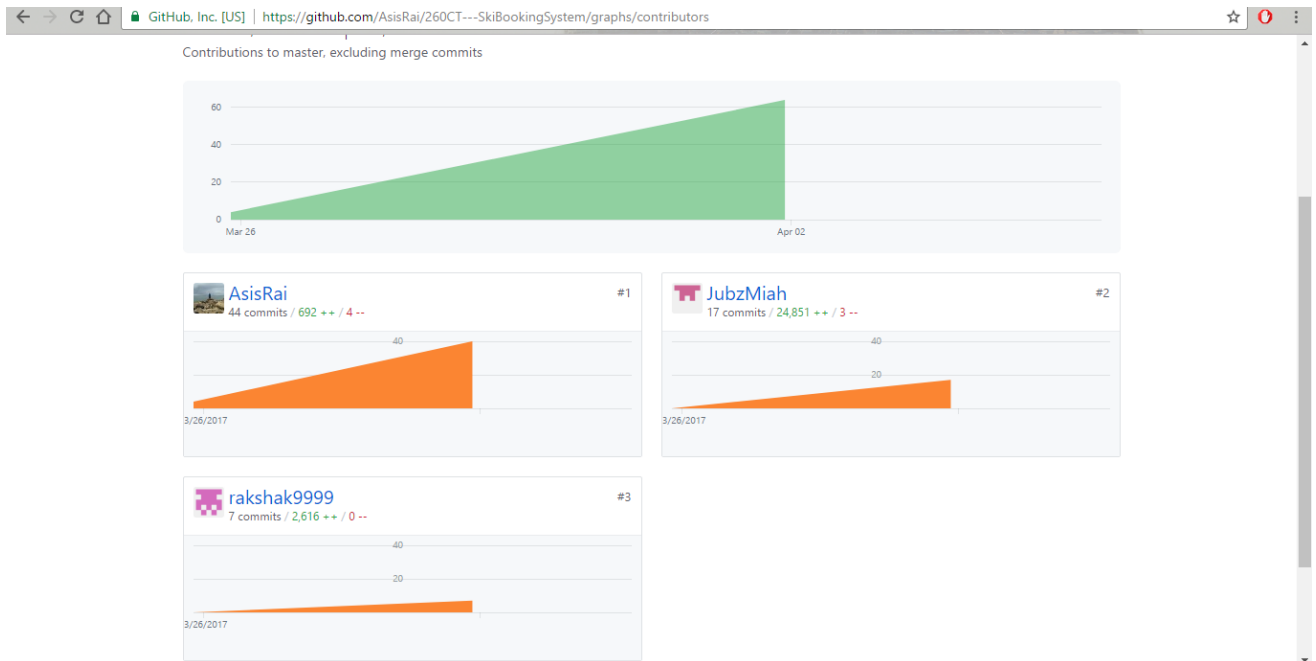 GitHub, Inc. [US] | https://github.com/AsisRai/260CT---SkiBookingSystem/graphs/contributors
Contributions to master, excluding merge commits
60
40
20
0
Mar 26
Apr 02
AsisRai
#1
44 commits / 692 ++ / 4 --
40
3/26/2017
JubzMiah
#2
17 commits / 24,851 ++ / 3 --
40
20
3/26/2017
rakshak9999
#3
7 commits / 2,616 ++ / 0 --
40
20
3/26/2017